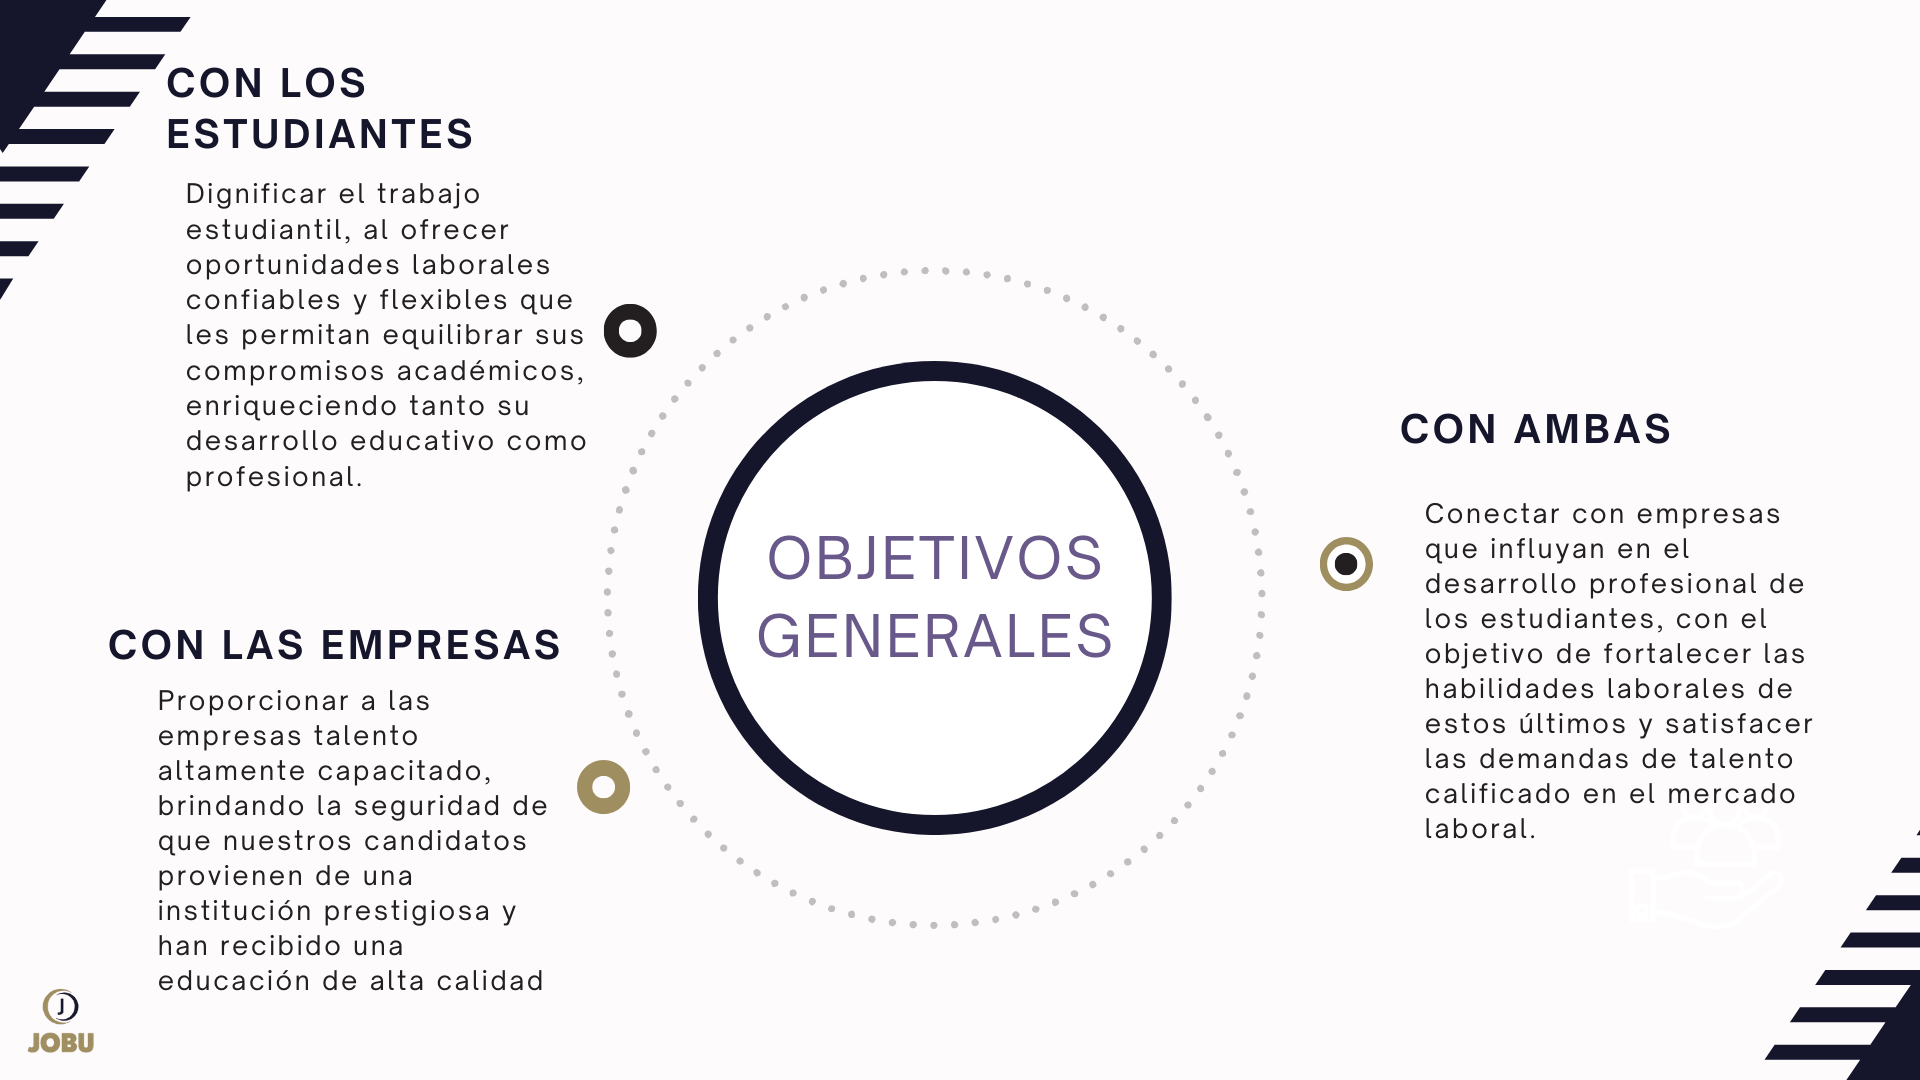 CON LOS
ESTUDIANTES
Dignificar el trabajo
estudiantil, al ofrecer
oportunidades laborales
confiables y flexibles que
les permitan equilibrar sus
compromisos académicos,
enriqueciendo tanto su
desarrollo educativo como
profesional.
CON LAS EMPRESAS
Proporcionar a las
empresas talento
altamente capacitado,
brindando la seguridad de
que nuestros candidatos
provienen de una
institución prestigiosa y
han recibido una
educación de alta calidad
OBJETIVOS
GENERALES
CON AMBAS
Conectar con empresas
que influyan en el
desarrollo profesional de
los estudiantes, con el
objetivo de fortalecer las
habilidades laborales de
estos últimos y satisfacer
las demandas de talento
calificado en el mercado
laboral.
J
JOBU